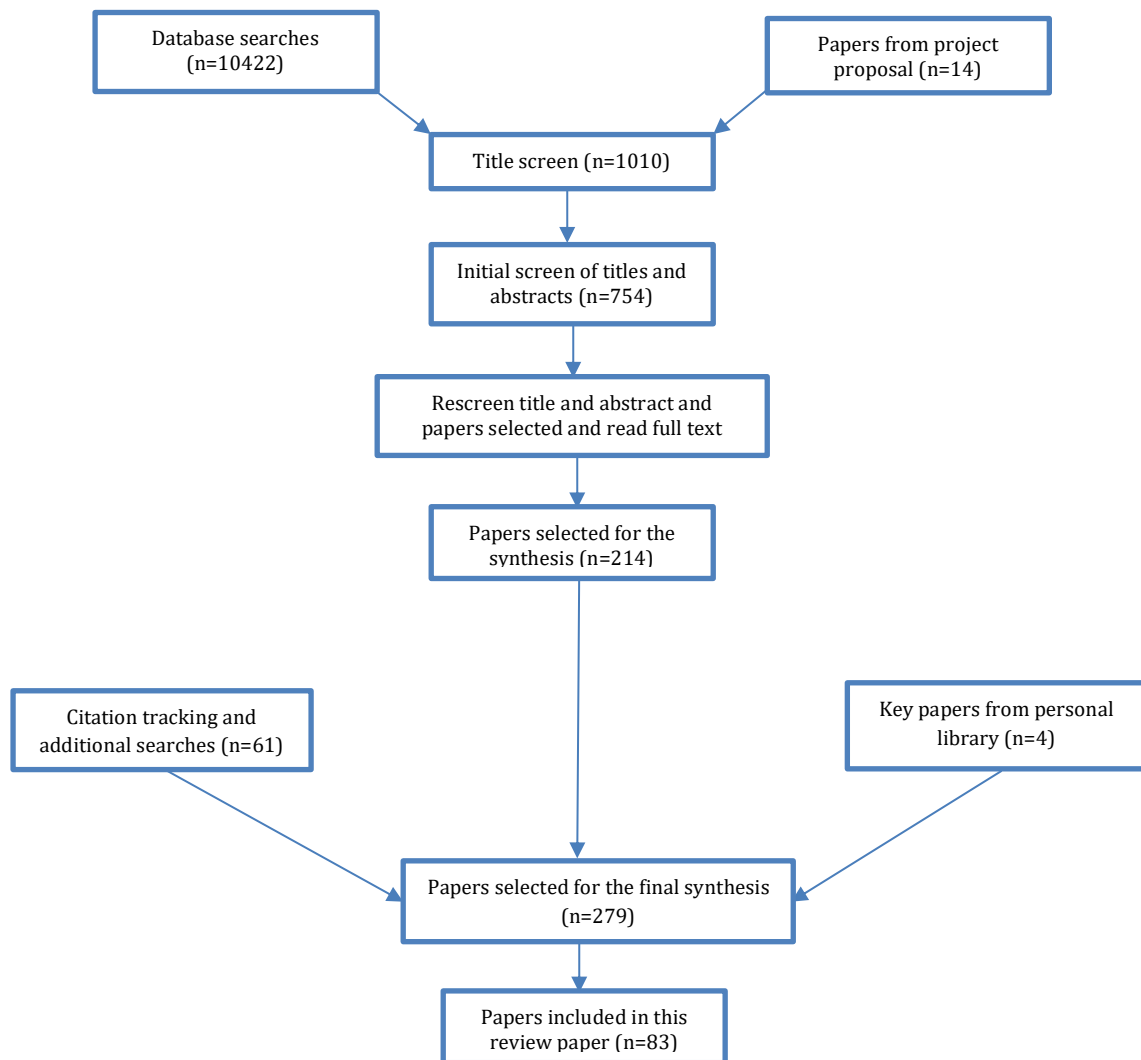 Database searches
(n=10422)
Papers from project
proposal (n=14)
Title screen (n=1010)
Initial screen of titles and
abstracts (n=754)
Rescreen title and abstract and
papers selected and read full text
Papers selected for the
synthesis (n=214)
Citation tracking and
additional searches (n=61)
Key papers from personal
library (n=4)
Papers selected for the final synthesis
(n=279)
Papers included in this
review paper (n=83)